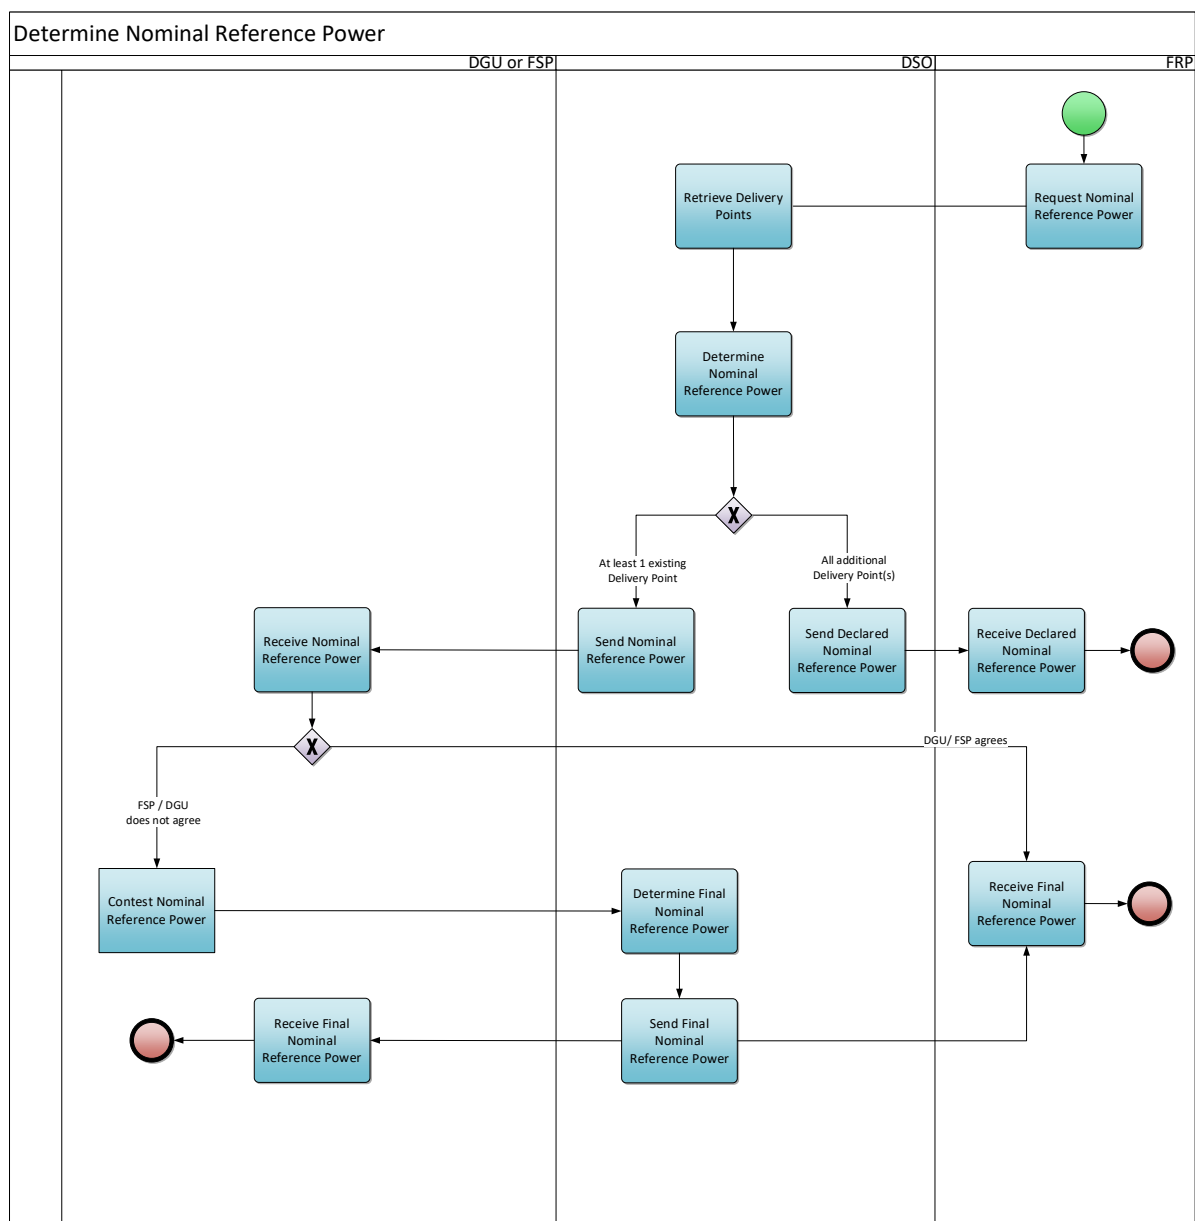 Determine Nominal Reference Power
DGU or FSP
DSO
FRP
Retrieve Delivery
Points
Request Nominal
Reference Power
Determine
Nominal
Reference Power
X
At least 1 existing
Delivery Point
All additional
Delivery Point(s)
Receive Nominal
Reference Power
Send Nominal
Reference Power
Send Declared
Nominal
Reference Power
Receive Declared
Nominal
Reference Power
X
DGU/ FSP agrees
FSP / DGU
does not agree
Contest Nominal
Reference Power
Determine Final
Nominal
Reference Power
Receive Final
Nominal
Reference Power
Receive Final
Nominal
Reference Power
Send Final
Nominal
Reference Power